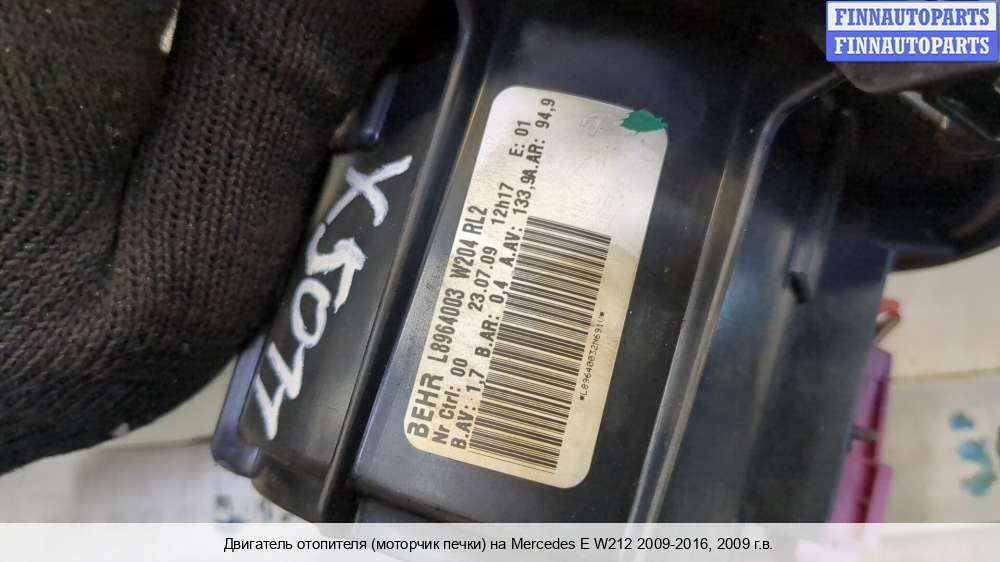 FINNAUTOPARTS
FINNAUTOPARTS
BEHR L8964003 W204 RL2
Nr Ctrl: 00 23.07.09 12h17 E: 01
B.AV: 1,7 B.AR: 0,4 A.AV: 133,9A.AR: 94,9
Двигатель отопителя (моторчик печки) на Mercedes E W212 2009-2016, 2009 г.в.